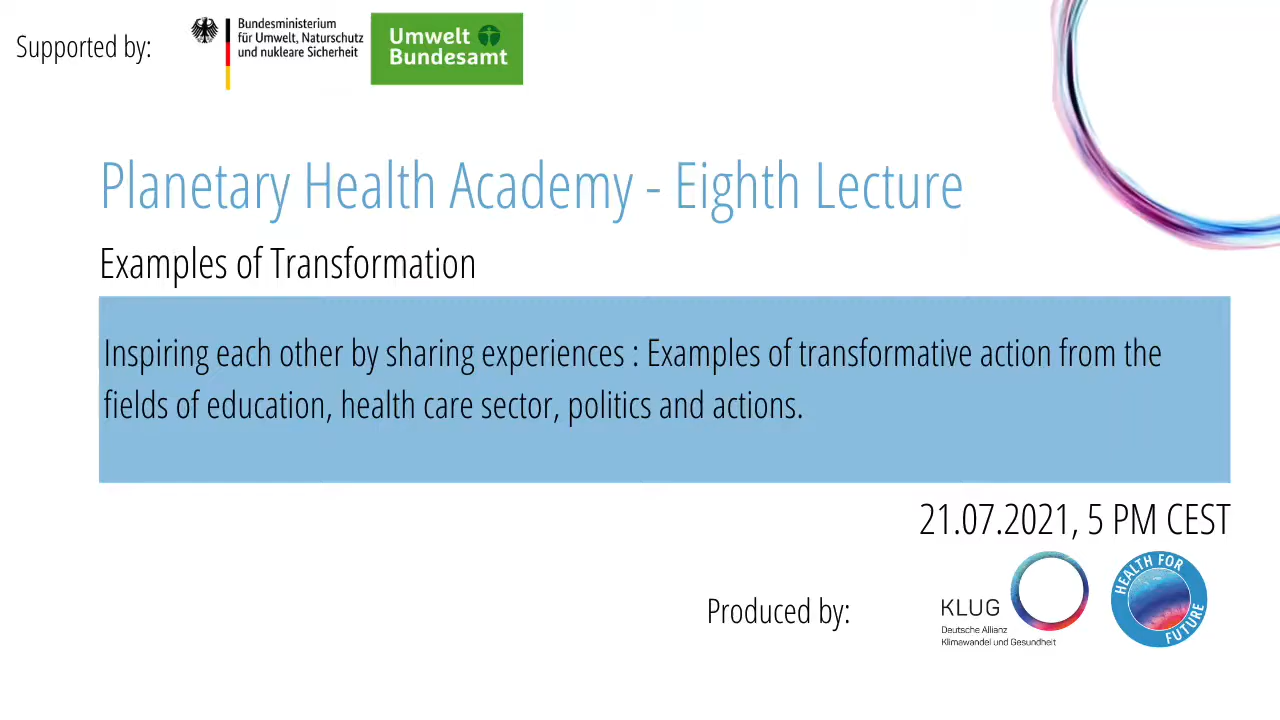 Supported by:
Bundesministerium
für Umwelt, Naturschutz
und nukleare Sicherheit
Umwelt
Bundesamt
Planetary Health Academy - Eighth Lecture
Examples of Transformation
Inspiring each other by sharing experiences : Examples of transformative action from the
fields of education, health care sector, politics and actions.
21.07.2021, 5 PM CEST
Produced by:
KLUG
Deutsche Allianz
Klimawandel und Gesundheit
HEALTH FOR
FUTURE